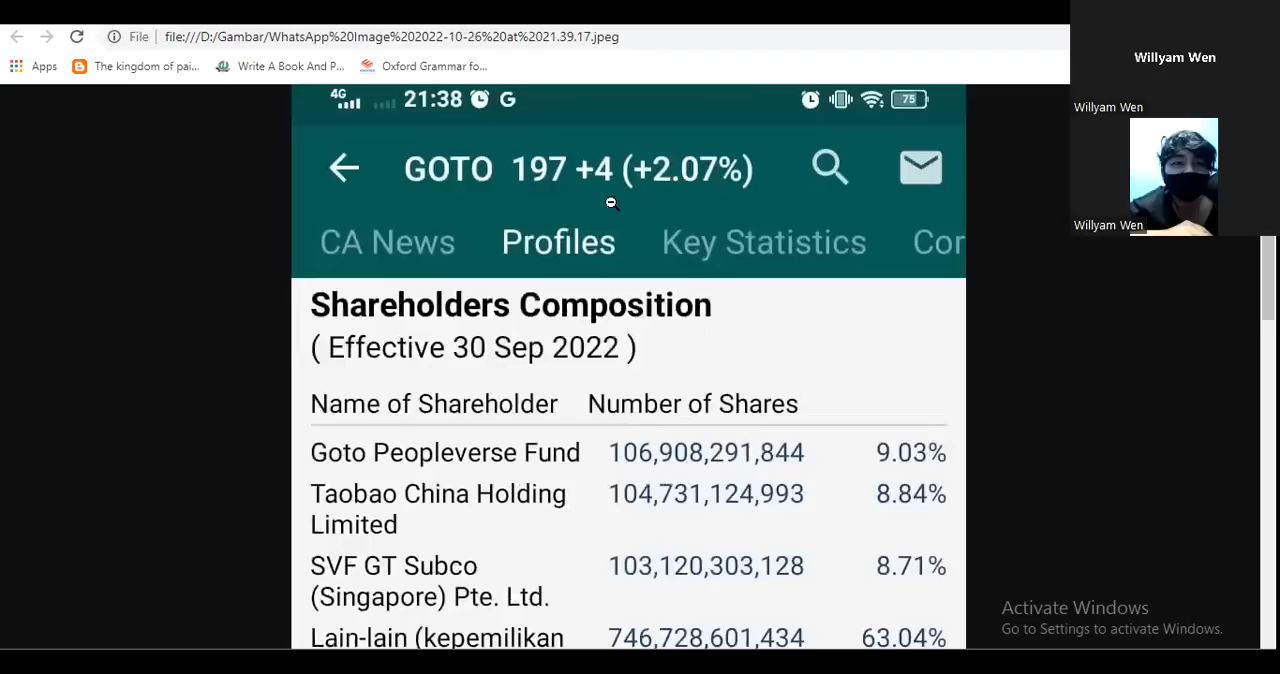 File | file:///D:/Gambar/WhatsApp%20Image%202022-10-26%20at%2021.39.17.jpeg
Apps The kingdom of pai... Write A Book And P... Oxford Grammar fo...
Willyam Wen
Willyam Wen
Willyam Wen
4G 21:38 G 75
GOTO 197 +4 (+2.07%)
CA News Profiles Key Statistics Cor
Shareholders Composition
( Effective 30 Sep 2022 )
Name of Shareholder Number of Shares
Goto Peopleverse Fund 106,908,291,844 9.03%
Taobao China Holding 104,731,124,993 8.84%
Limited
SVF GT Subco 103,120,303,128 8.71%
(Singapore) Pte. Ltd.
Lain-lain (kepemilikan 746,728,601,434 63.04%
Activate Windows
Go to Settings to activate Windows.